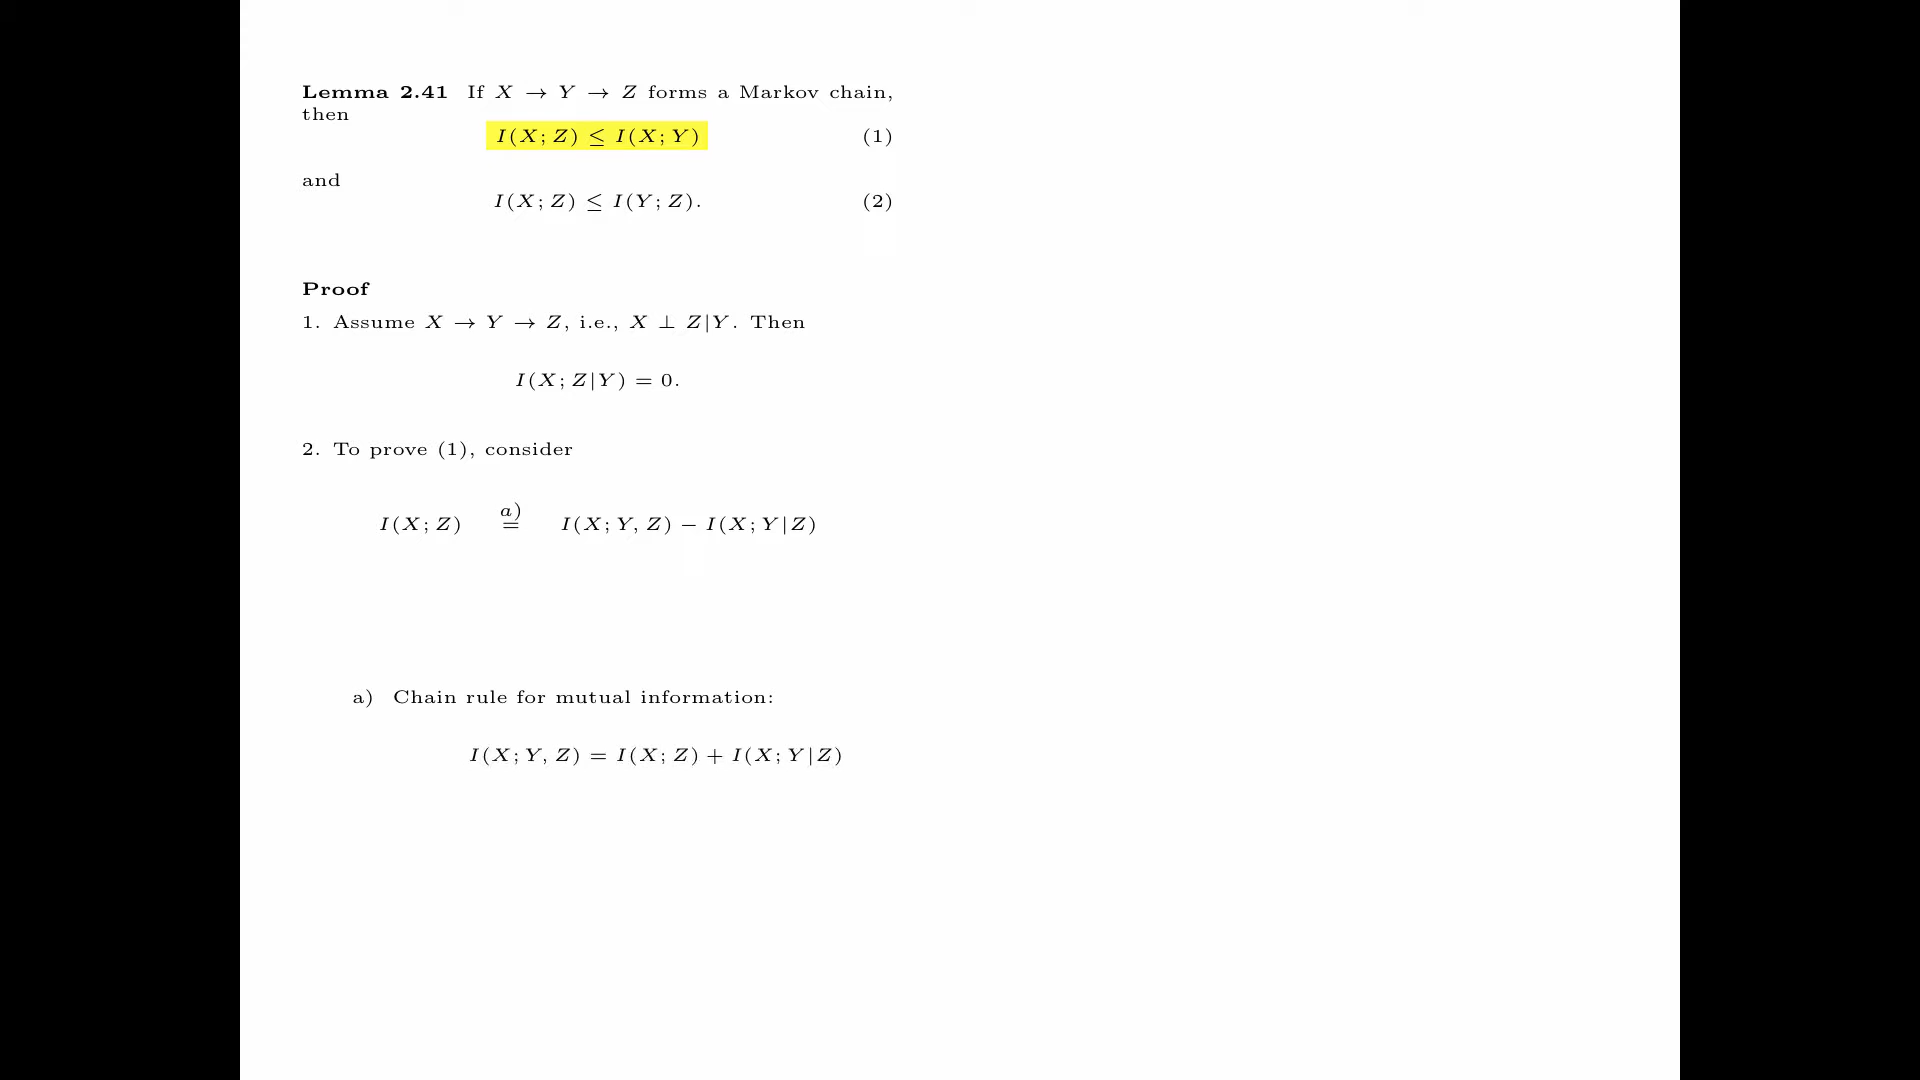 Lemma 2.41 If X → Y → Z forms a Markov chain,
then
I(X; Z) ≤ I(X; Y) (1)
and
I(X; Z) ≤ I(Y; Z). (2)
Proof
1. Assume X → Y → Z, i.e., X ⊥ Z|Y. Then
I(X; Z|Y) = 0.
2. To prove (1), consider
I(X; Z) a) = I(X; Y, Z) − I(X; Y|Z)
a) Chain rule for mutual information:
I(X; Y, Z) = I(X; Z) + I(X; Y|Z)